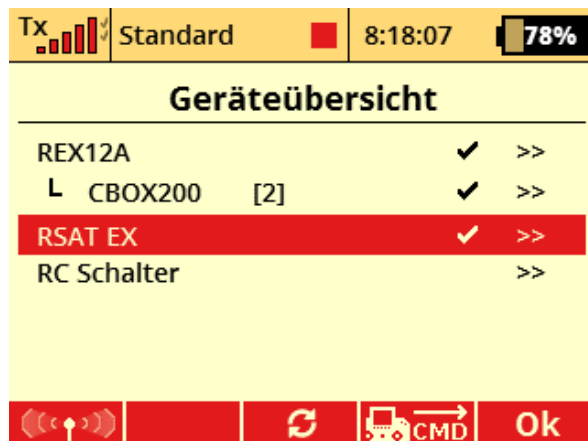 Tx Standard 8:18:07 78%
Geräteübersicht
REX12A >>
CBOX200 [2] >>
RSAT EX >>
RC Schalter >>
CMD Ok